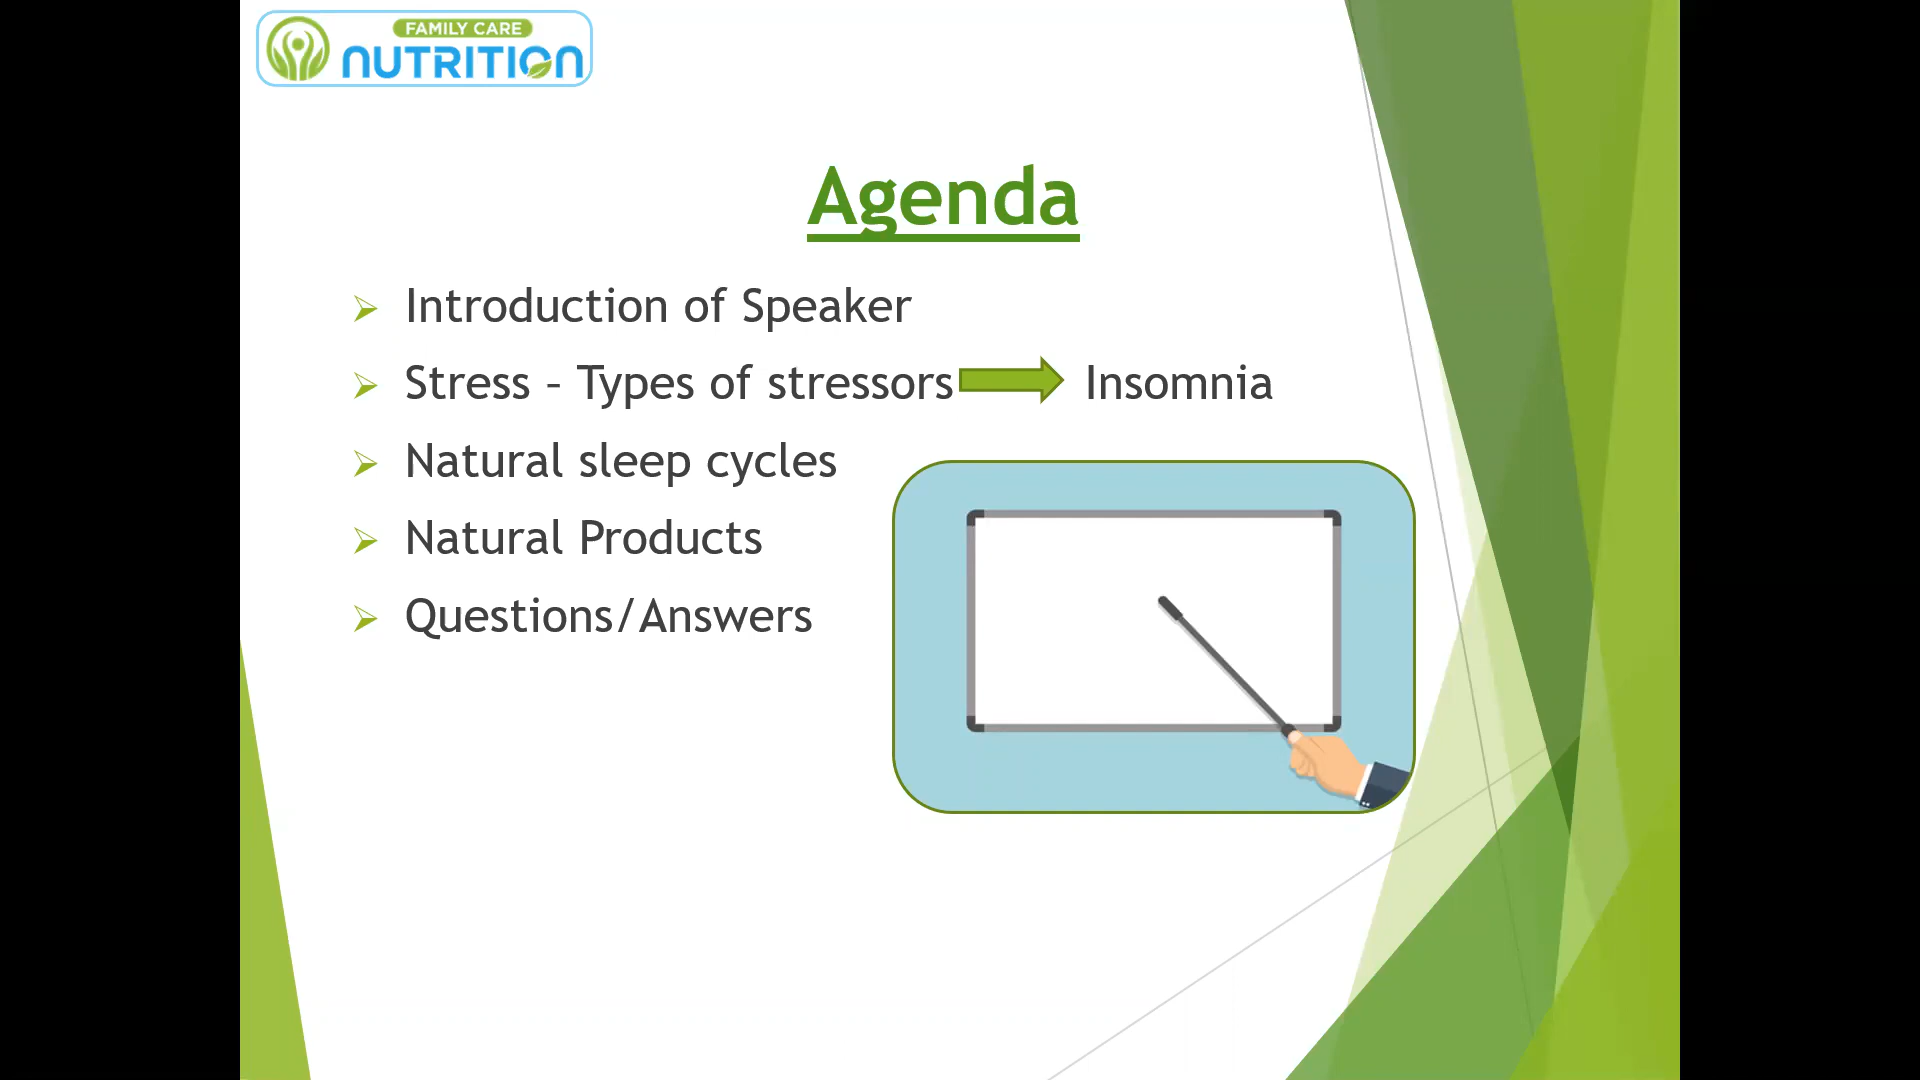 FAMILY CARE
NUTRITION
Agenda
Introduction of Speaker
Stress – Types of stressors Insomnia
Natural sleep cycles
Natural Products
Questions/Answers